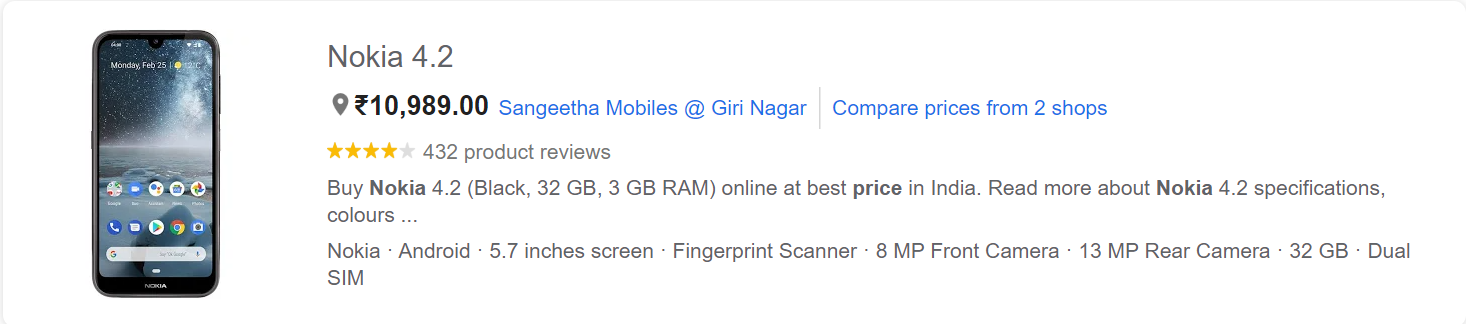 Nokia 4.2
₹10,989.00 Sangeetha Mobiles @ Giri Nagar Compare prices from 2 shops
432 product reviews
Buy Nokia 4.2 (Black, 32 GB, 3 GB RAM) online at best price in India. Read more about Nokia 4.2 specifications,
colours ...
Nokia · Android · 5.7 inches screen · Fingerprint Scanner · 8 MP Front Camera · 13 MP Rear Camera · 32 GB · Dual
SIM
Monday, Feb 25
NOKIA